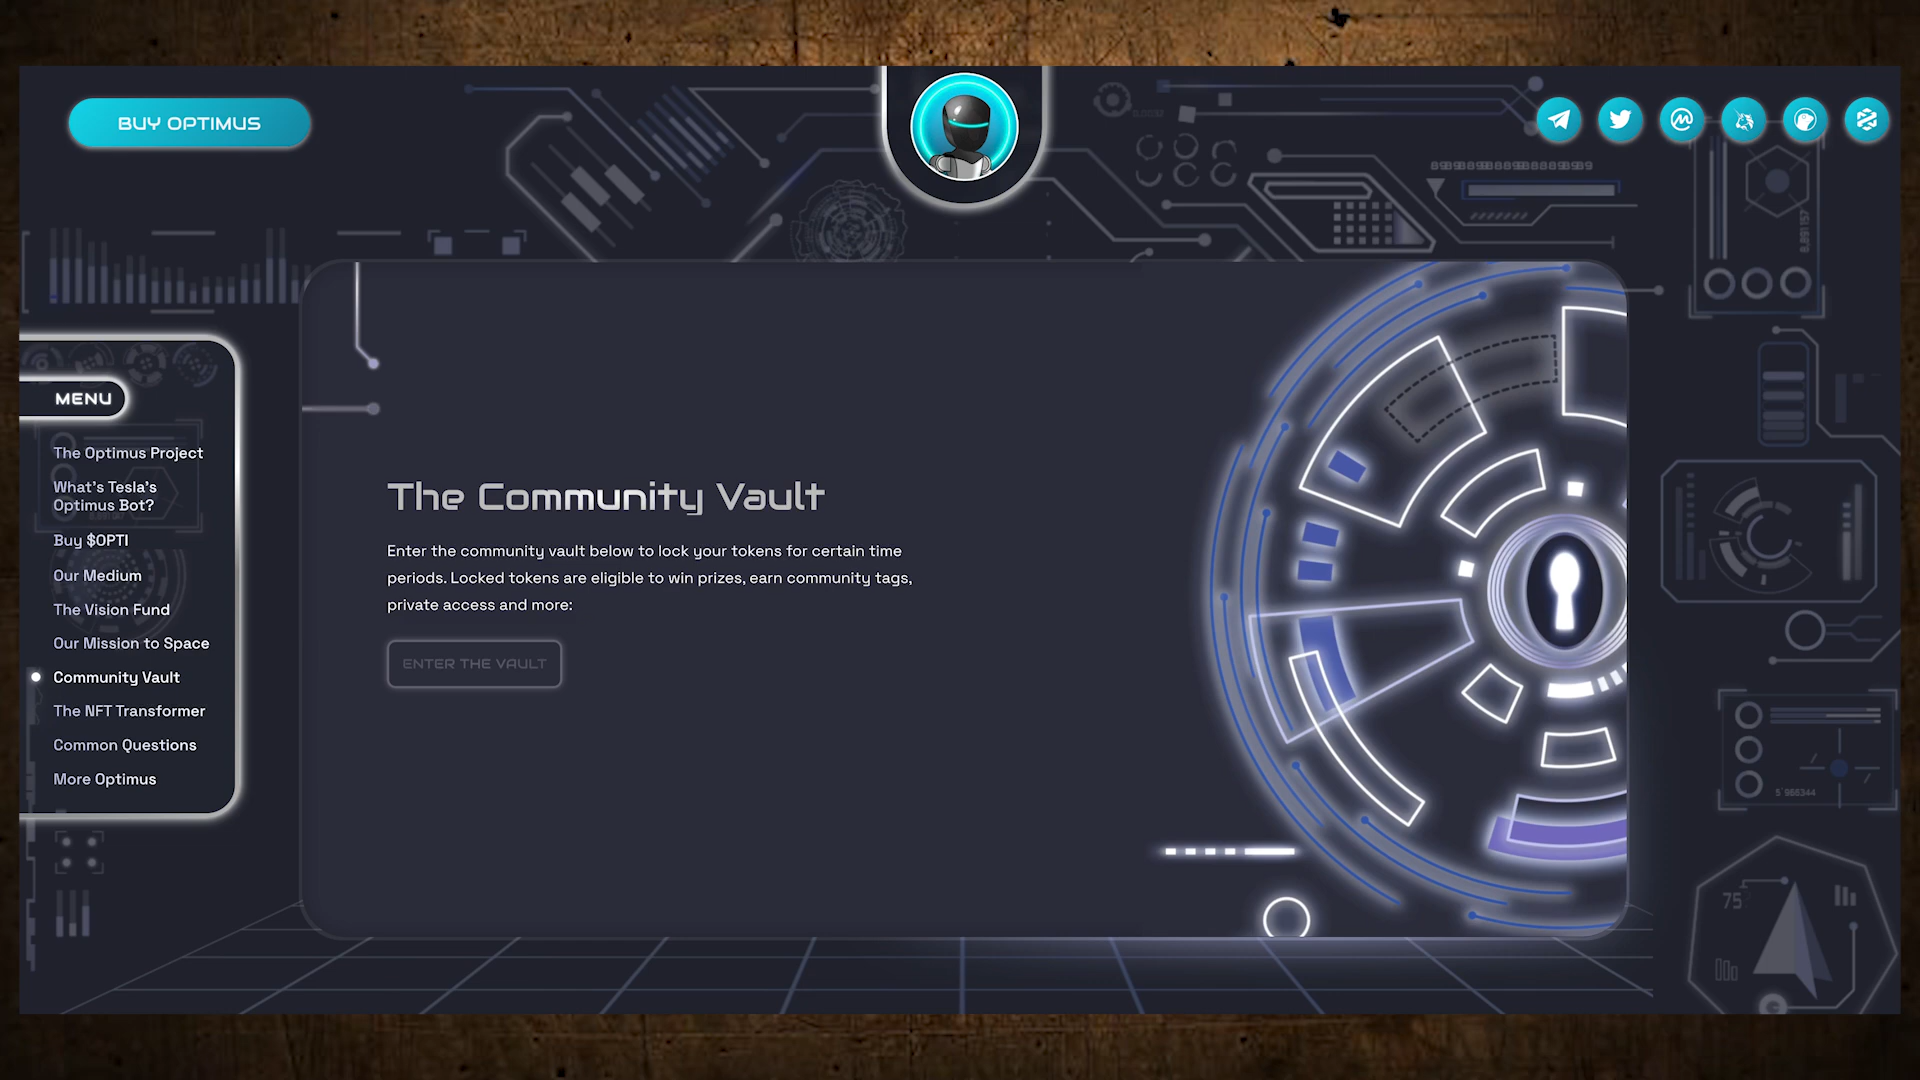 BUY OPTIMUS
898989898989898989
MENU
The Optimus Project
What's Tesla's
Optimus Bot?
Buy $OPTI
Our Medium
The Vision Fund
Our Mission to Space
Community Vault
The NFT Transformer
Common Questions
More Optimus
The Community Vault
Enter the community vault below to lock your tokens for certain time
periods. Locked tokens are eligible to win prizes, earn community tags,
private access and more:
ENTER THE VAULT
75